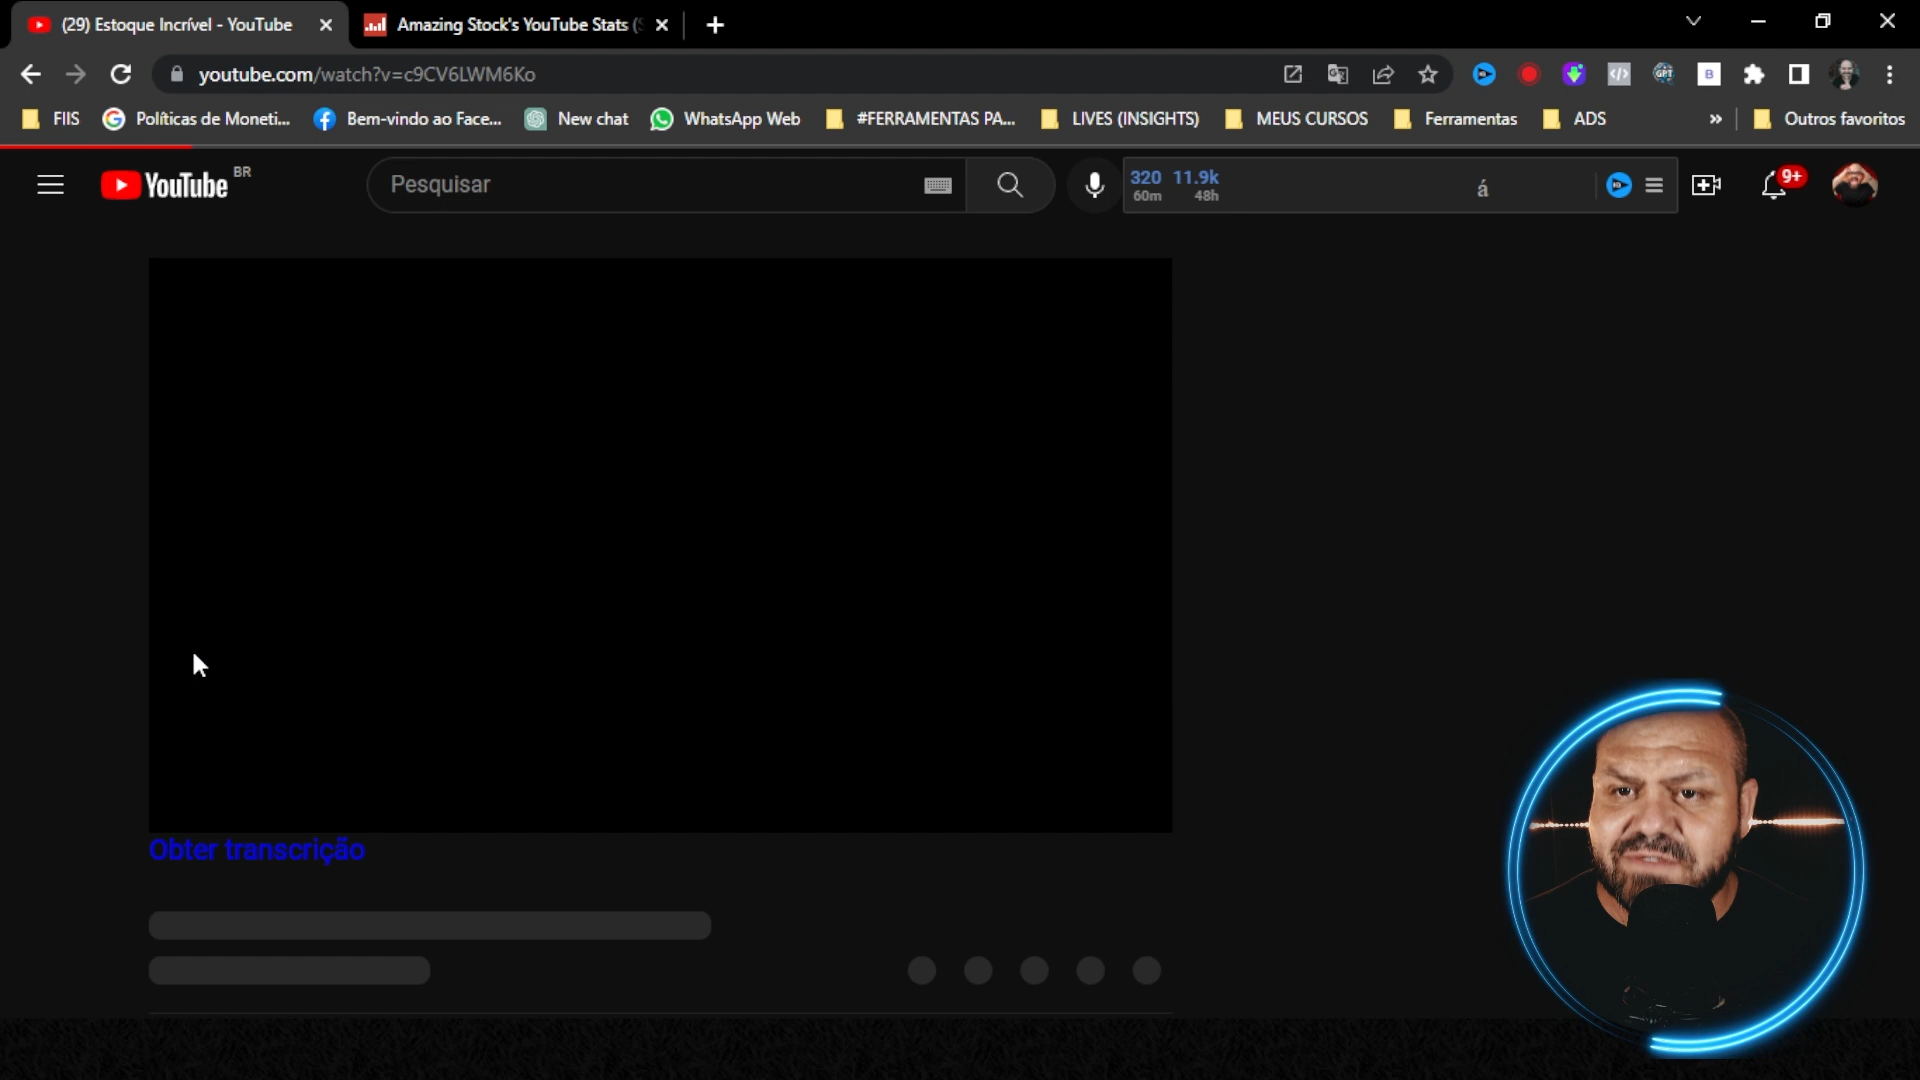 (29) Estoque Incrível - YouTube
Amazing Stock's YouTube Stats (S
youtube.com/watch?v=c9CV6LWM6Ko
GPT
B
FIIS
Políticas de Moneti...
Bem-vindo ao Face...
New chat
WhatsApp Web
#FERRAMENTAS PA...
LIVES (INSIGHTS)
MEUS CURSOS
Ferramentas
ADS
»
Outros favoritos
YouTube BR
Pesquisar
320 11.9k
60m 48h
á
9+
Obter transcrição